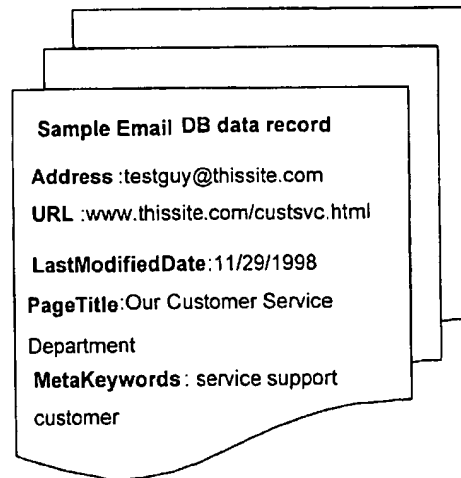 Sample Email DB data record
Address :testguy@thissite.com
URL :www.thissite.com/custsvc.html
LastModifiedDate:11/29/1998
PageTitle:Our Customer Service
Department
MetaKeywords: service support
customer